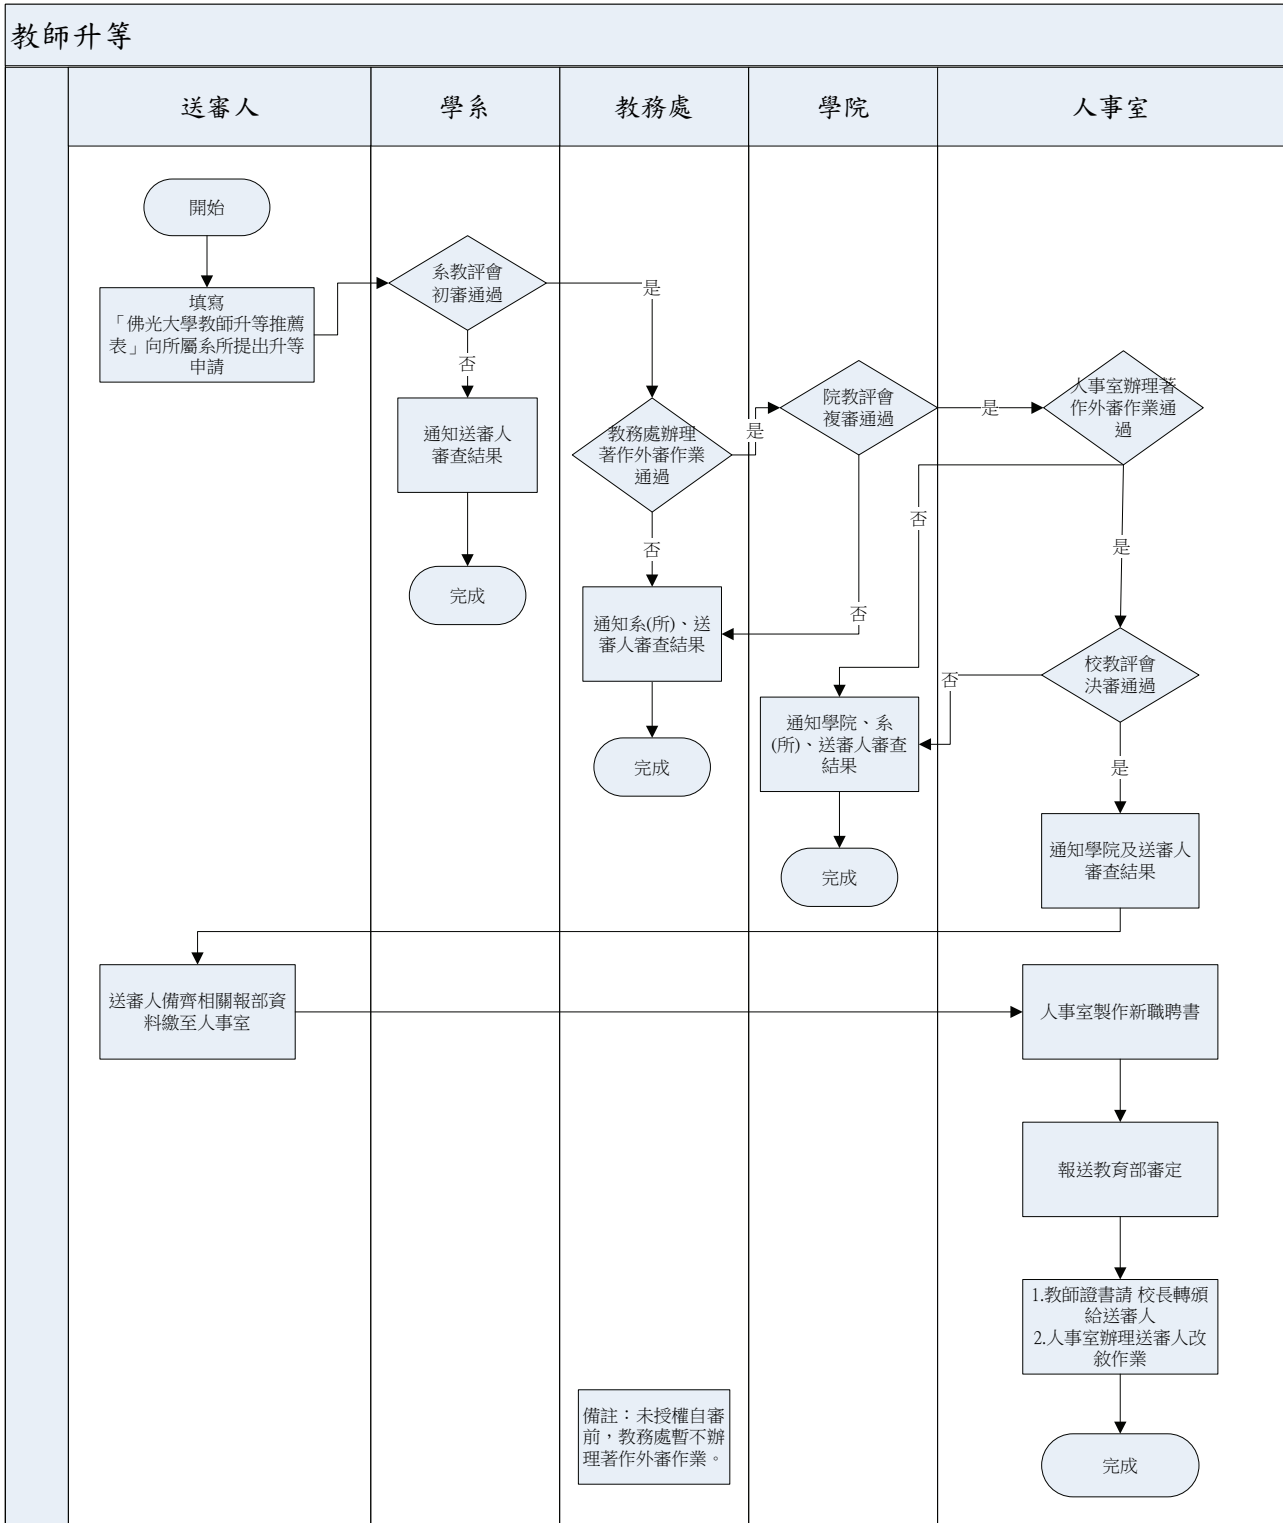 教師升等
送審人
學系
教務處
學院
人事室
開始
填寫
「佛光大學教師升等推薦
表」向所屬系所提出升等
申請
系教評會
初審通過
是
否
通知送審人
審查結果
完成
教務處辦理
著作外審作業
通過
是
否
通知系(所)、送
審人審查結果
完成
院教評會
複審通過
是
否
人事室辦理著
作外審作業通
過
否
是
校教評會
決審通過
否
是
通知學院、系
(所)、送審人審查
結果
完成
通知學院及送審人
審查結果
送審人備齊相關報部資
料繳至人事室
人事室製作新職聘書
報送教育部審定
1.教師證書請 校長轉頒
給送審人
2.人事室辦理送審人改
敘作業
完成
備註：未授權自審
前，教務處暫不辦
理著作外審作業。